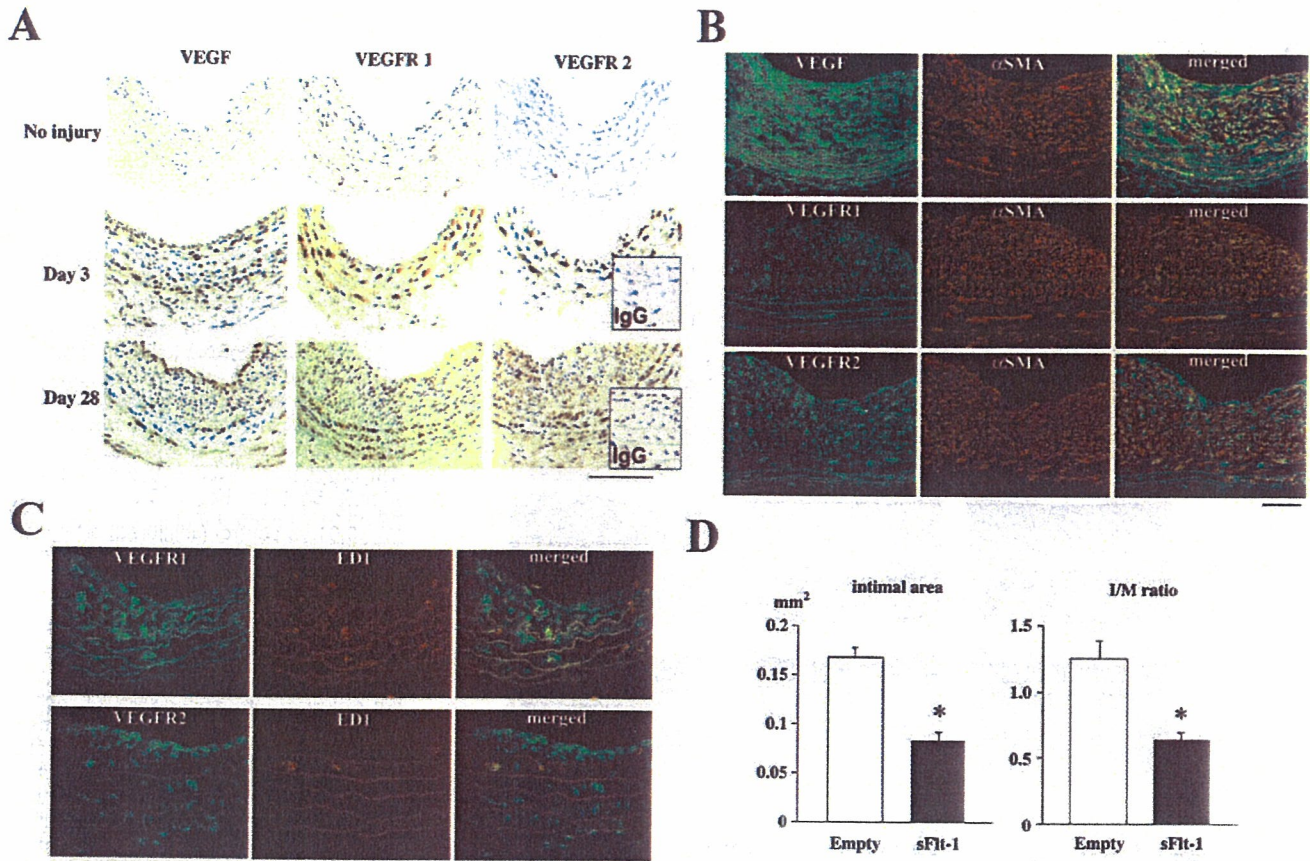 A
VEGF
VEGFR 1
VEGFR 2
No injury
Day 3
IgG
Day 28
IgG
B
VEGF
αSMA
merged
VEGFR1
αSMA
merged
VEGFR2
αSMA
merged
C
VEGFR1
ED1
merged
VEGFR2
ED1
merged
D
intimal area
mm²
0.2
0.15
0.1
0.05
0
*
Empty
sFlt-1
I/M ratio
1.5
1.0
0.5
0
*
Empty
sFlt-1